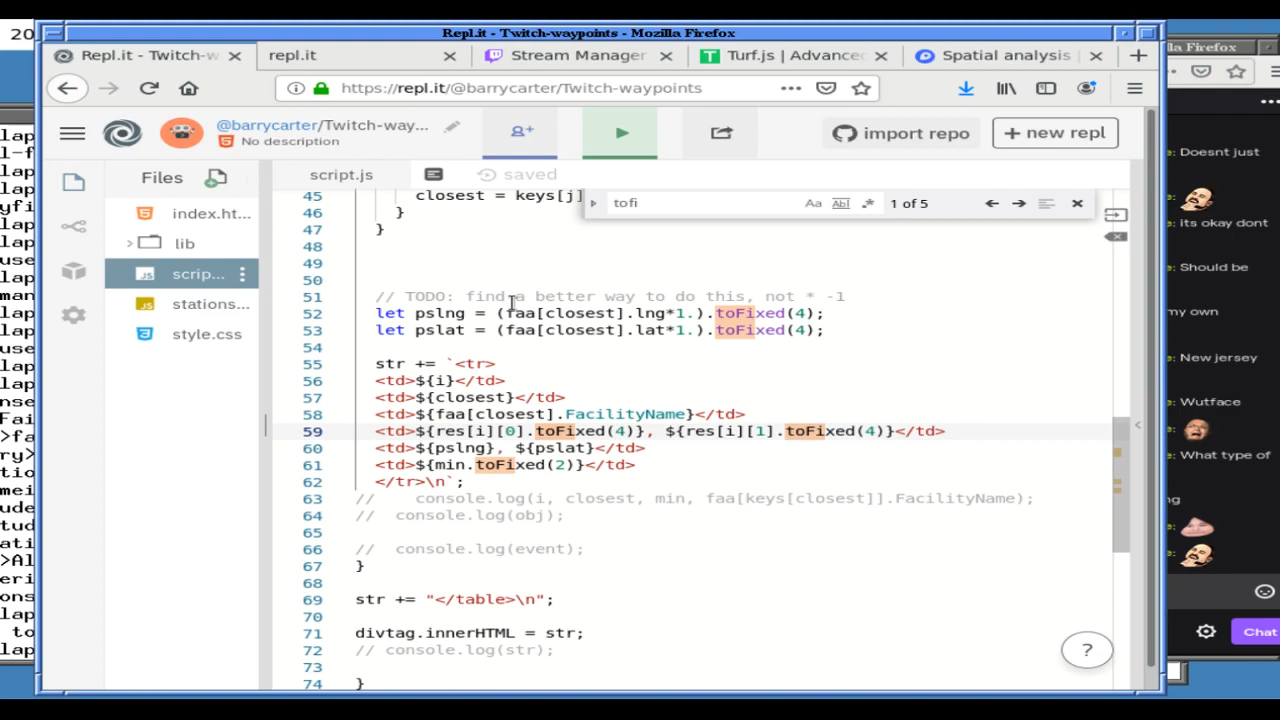 20
Repl.it - Twitch-waypoints - Mozilla Firefox
lla Firefox
Repl.it - Twitch-w
repl.it
Stream Manager
Turf.js | Advanced
Spatial analysis |
https://repl.it/@barrycarter/Twitch-waypoints
@barrycarter/Twitch-way...
No description
import repo
+ new repl
Files
script.js
saved
index.ht...
lib
scrip...
stations...
style.css
tofi
Aa
Abl
.*
1 of 5
45 closest = keys[j]
46 }
47 }
48
49
50
51 // TODO: find a better way to do this, not * -1
52 let pslng = (faa[closest].lng*1.).toFixed(4);
53 let pslat = (faa[closest].lat*1.).toFixed(4);
54
55 str += `<tr>
56 <td>${i}</td>
57 <td>${closest}</td>
58 <td>${faa[closest].FacilityName}</td>
59 <td>${res[i][0].toFixed(4)}, ${res[i][1].toFixed(4)}</td>
60 <td>${pslng}, ${pslat}</td>
61 <td>${min.toFixed(2)}</td>
62 </tr>\n`;
63 // console.log(i, closest, min, faa[keys[closest]].FacilityName);
64 // console.log(obj);
65
66 // console.log(event);
67 }
68
69 str += "</table>\n";
70
71 divtag.innerHTML = str;
72 // console.log(str);
73
74 }
?
: Doesnt just
: its okay dont
: Should be
my own
: New jersey
: Wutface
: What type of
ng
Chat